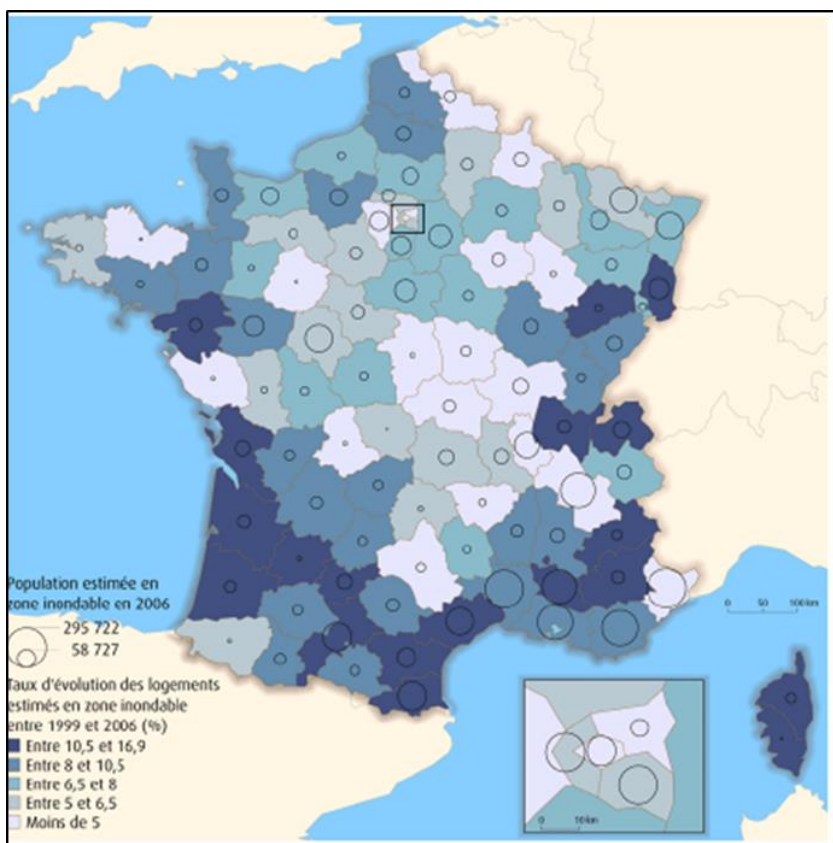 Population estimée en
zone inondable en 2006
295 722
58 727
Taux d'évolution des logements
estimés en zone inondable
entre 1999 et 2006 (%)
Entre 10,5 et 16,9
Entre 8 et 10,5
Entre 6,5 et 8
Entre 5 et 6,5
Moins de 5
0 50 100 km
0 10 km